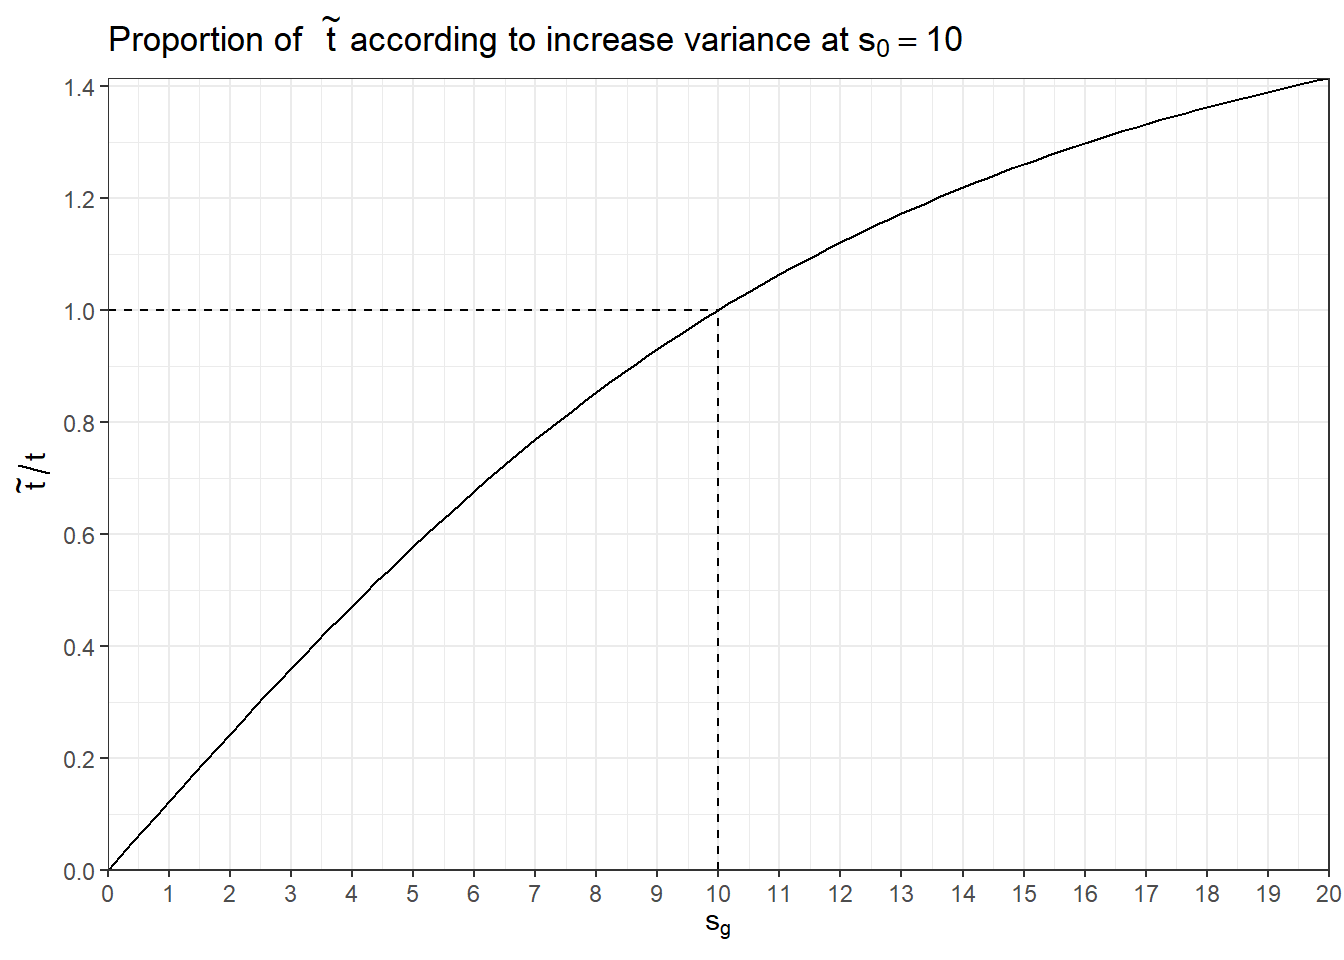 Proportion of t̃ according to increase variance at s₀ = 10
1.4
1.2
1.0
0.8
0.6
0.4
0.2
0.0
t̃ / t
0 1 2 3 4 5 6 7 8 9 10 11 12 13 14 15 16 17 18 19 20
s_g